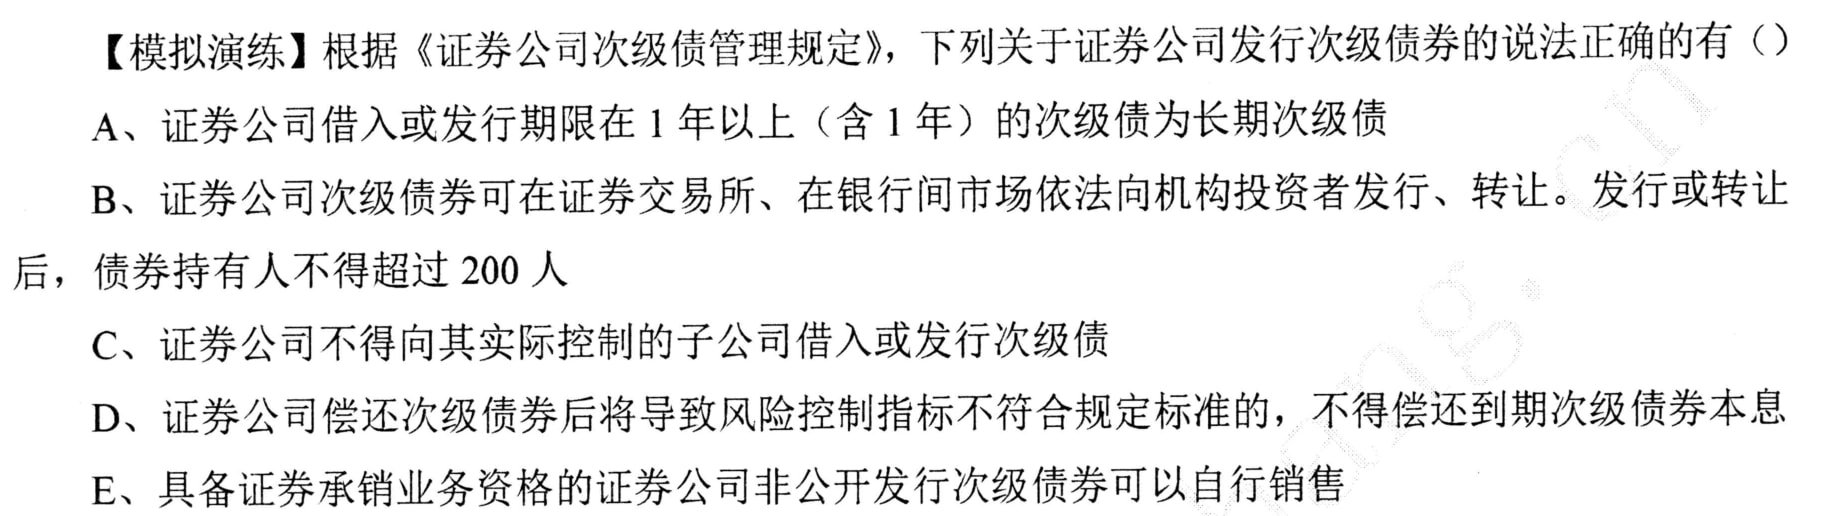 【模拟演练】根据《证券公司次级债管理规定》，下列关于证券公司发行次级债券的说法正确的有（）
A、证券公司借入或发行期限在 1 年以上（含 1 年）的次级债为长期次级债
B、证券公司次级债券可在证券交易所、在银行间市场依法向机构投资者发行、转让。发行或转让
后，债券持有人不得超过 200 人
C、证券公司不得向其实际控制的子公司借入或发行次级债
D、证券公司偿还次级债券后将导致风险控制指标不符合规定标准的，不得偿还到期次级债券本息
E、具备证券承销业务资格的证券公司非公开发行次级债券可以自行销售